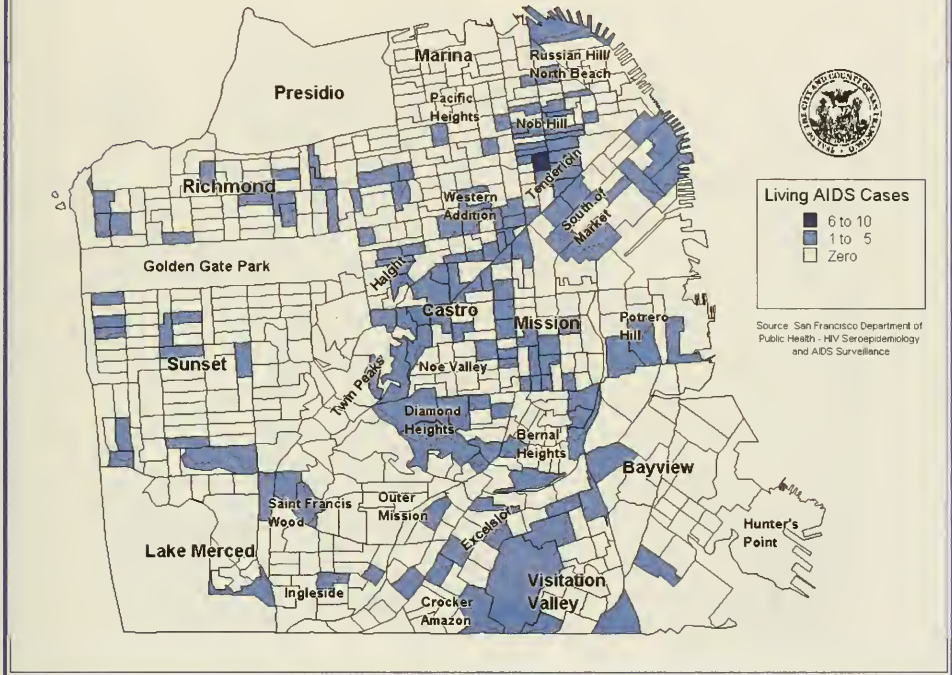 Marina
Russian Hill/
North Beach
Presidio
Pacific
Heights
Nob Hill
Tenderloin
Richmond
Western
Addition
South of
Market
Golden Gate Park
Haight
Castro
Mission
Potrero
Hill
Sunset
Twin Peaks
Noe Valley
Diamond
Heights
Bernal
Heights
Bayview
Saint Francis
Wood
Outer
Mission
Excelsior
Hunter's
Point
Lake Merced
Ingleside
Crocker
Amazon
Visitation
Valley
Living AIDS Cases
6 to 10
1 to 5
Zero
Source San Francisco Department of
Public Health - HIV Seroepidemiology
and AIDS Surveillance